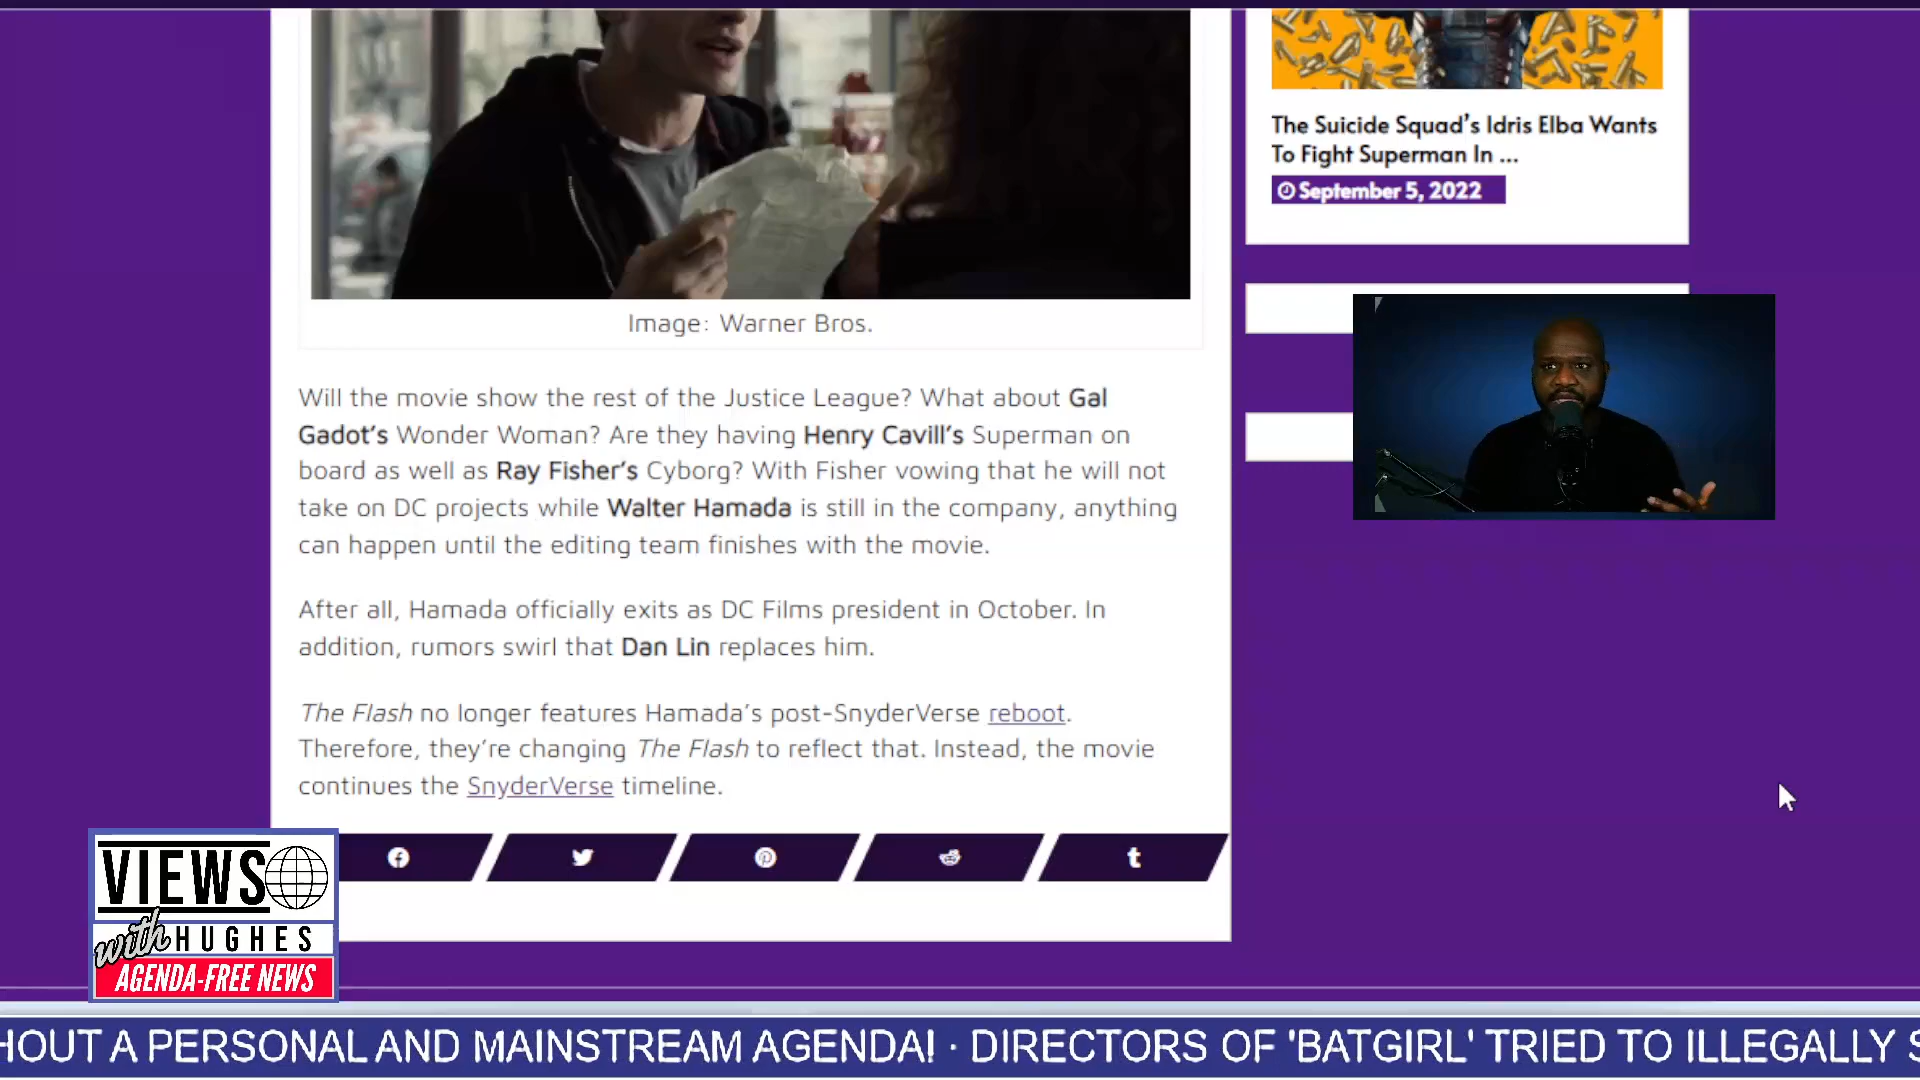 The Suicide Squad's Idris Elba Wants
To Fight Superman In ...
September 5, 2022
Image: Warner Bros.
Will the movie show the rest of the Justice League? What about Gal
Gadot's Wonder Woman? Are they having Henry Cavill's Superman on
board as well as Ray Fisher's Cyborg? With Fisher vowing that he will not
take on DC projects while Walter Hamada is still in the company, anything
can happen until the editing team finishes with the movie.
After all, Hamada officially exits as DC Films president in October. In
addition, rumors swirl that Dan Lin replaces him.
The Flash no longer features Hamada's post-SnyderVerse reboot.
Therefore, they're changing The Flash to reflect that. Instead, the movie
continues the SnyderVerse timeline.
VIEWS
with HUGHES
AGENDA-FREE NEWS
HOUT A PERSONAL AND MAINSTREAM AGENDA! · DIRECTORS OF 'BATGIRL' TRIED TO ILLEGALLY S